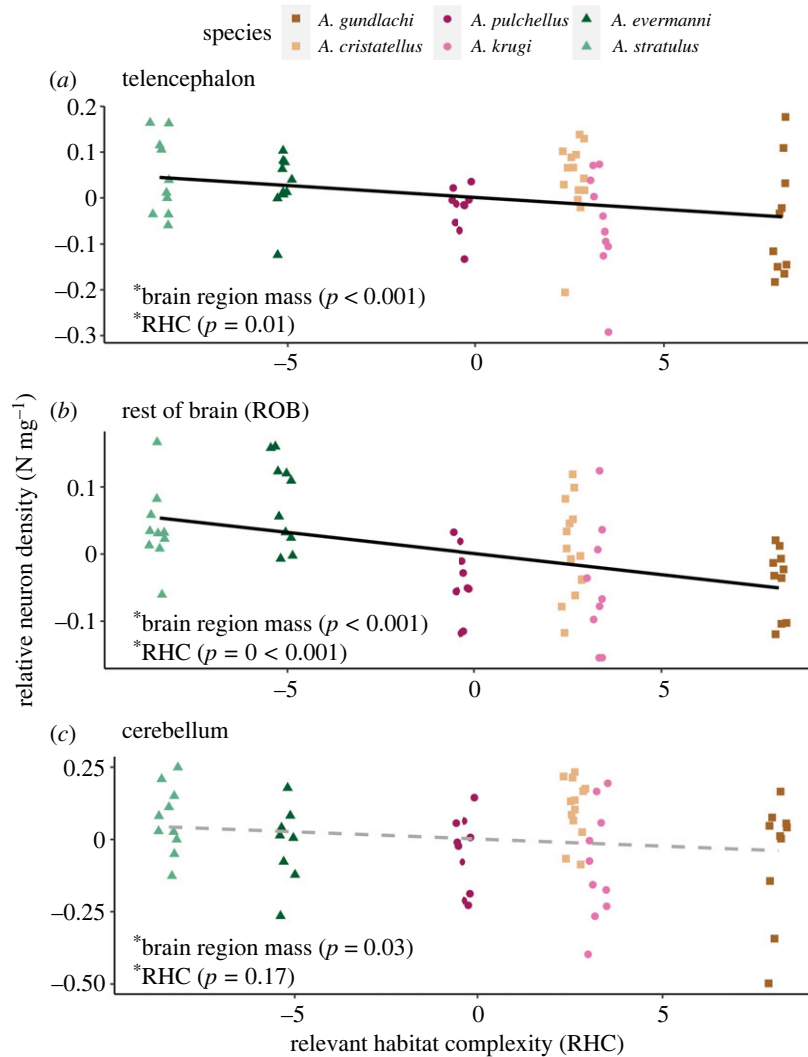 species
A. gundlachi A. pulchellus A. evermanni
A. cristatellus A. krugi A. stratulus
(a) telencephalon
0.2
0.1
0
–0.1
–0.2
–0.3
*brain region mass (p < 0.001)
*RHC (p = 0.01)
–5 0 5
(b) rest of brain (ROB)
relative neuron density (N mg–1)
0.1
0
–0.1
*brain region mass (p < 0.001)
*RHC (p = 0 < 0.001)
–5 0 5
(c) cerebellum
0.25
0
–0.25
–0.50
*brain region mass (p = 0.03)
*RHC (p = 0.17)
–5 0 5
relevant habitat complexity (RHC)